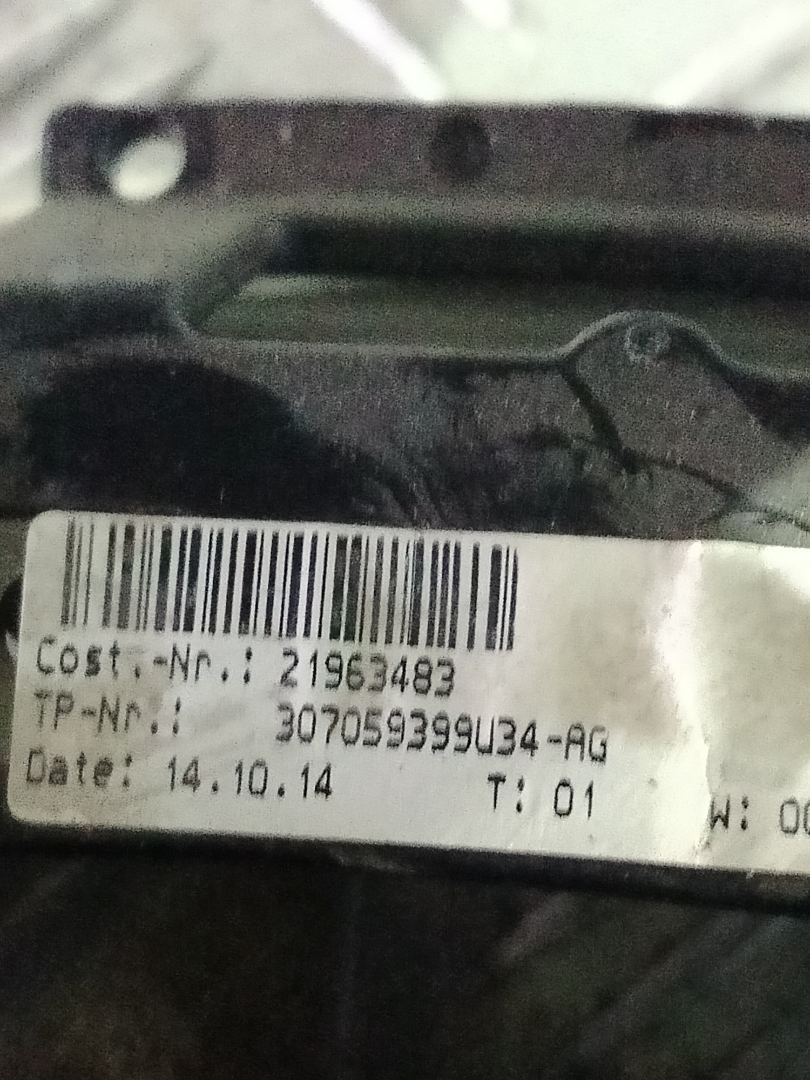 Cost.-Nr.: 21963483
TP-Nr.: 307059399U34-AG
Date: 14.10.14 T: 01 W: